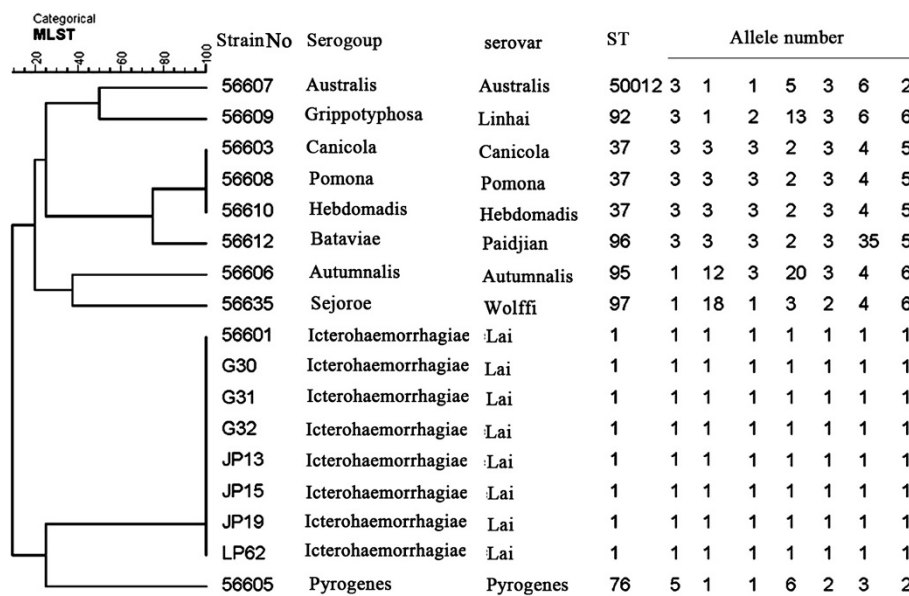 Categorical
MLST
20 40 60 80 100
StrainNo Serogoup serovar ST Allele number
56607 Australis Australis 50012 3 1 1 5 3 6 2
56609 Grippotyphosa Linhai 92 3 1 2 13 3 6 6
56603 Canicola Canicola 37 3 3 3 2 3 4 5
56608 Pomona Pomona 37 3 3 3 2 3 4 5
56610 Hebdomadis Hebdomadis 37 3 3 3 2 3 4 5
56612 Bataviae Paidjian 96 3 3 3 2 3 35 5
56606 Autumnalis Autumnalis 95 1 12 3 20 3 4 6
56635 Sejoroe Wolffi 97 1 18 1 3 2 4 6
56601 Icterohaemorrhagiae Lai 1 1 1 1 1 1 1 1
G30 Icterohaemorrhagiae Lai 1 1 1 1 1 1 1 1
G31 Icterohaemorrhagiae Lai 1 1 1 1 1 1 1 1
G32 Icterohaemorrhagiae Lai 1 1 1 1 1 1 1 1
JP13 Icterohaemorrhagiae Lai 1 1 1 1 1 1 1 1
JP15 Icterohaemorrhagiae Lai 1 1 1 1 1 1 1 1
JP19 Icterohaemorrhagiae Lai 1 1 1 1 1 1 1 1
LP62 Icterohaemorrhagiae Lai 1 1 1 1 1 1 1 1
56605 Pyrogenes Pyrogenes 76 5 1 1 6 2 3 2